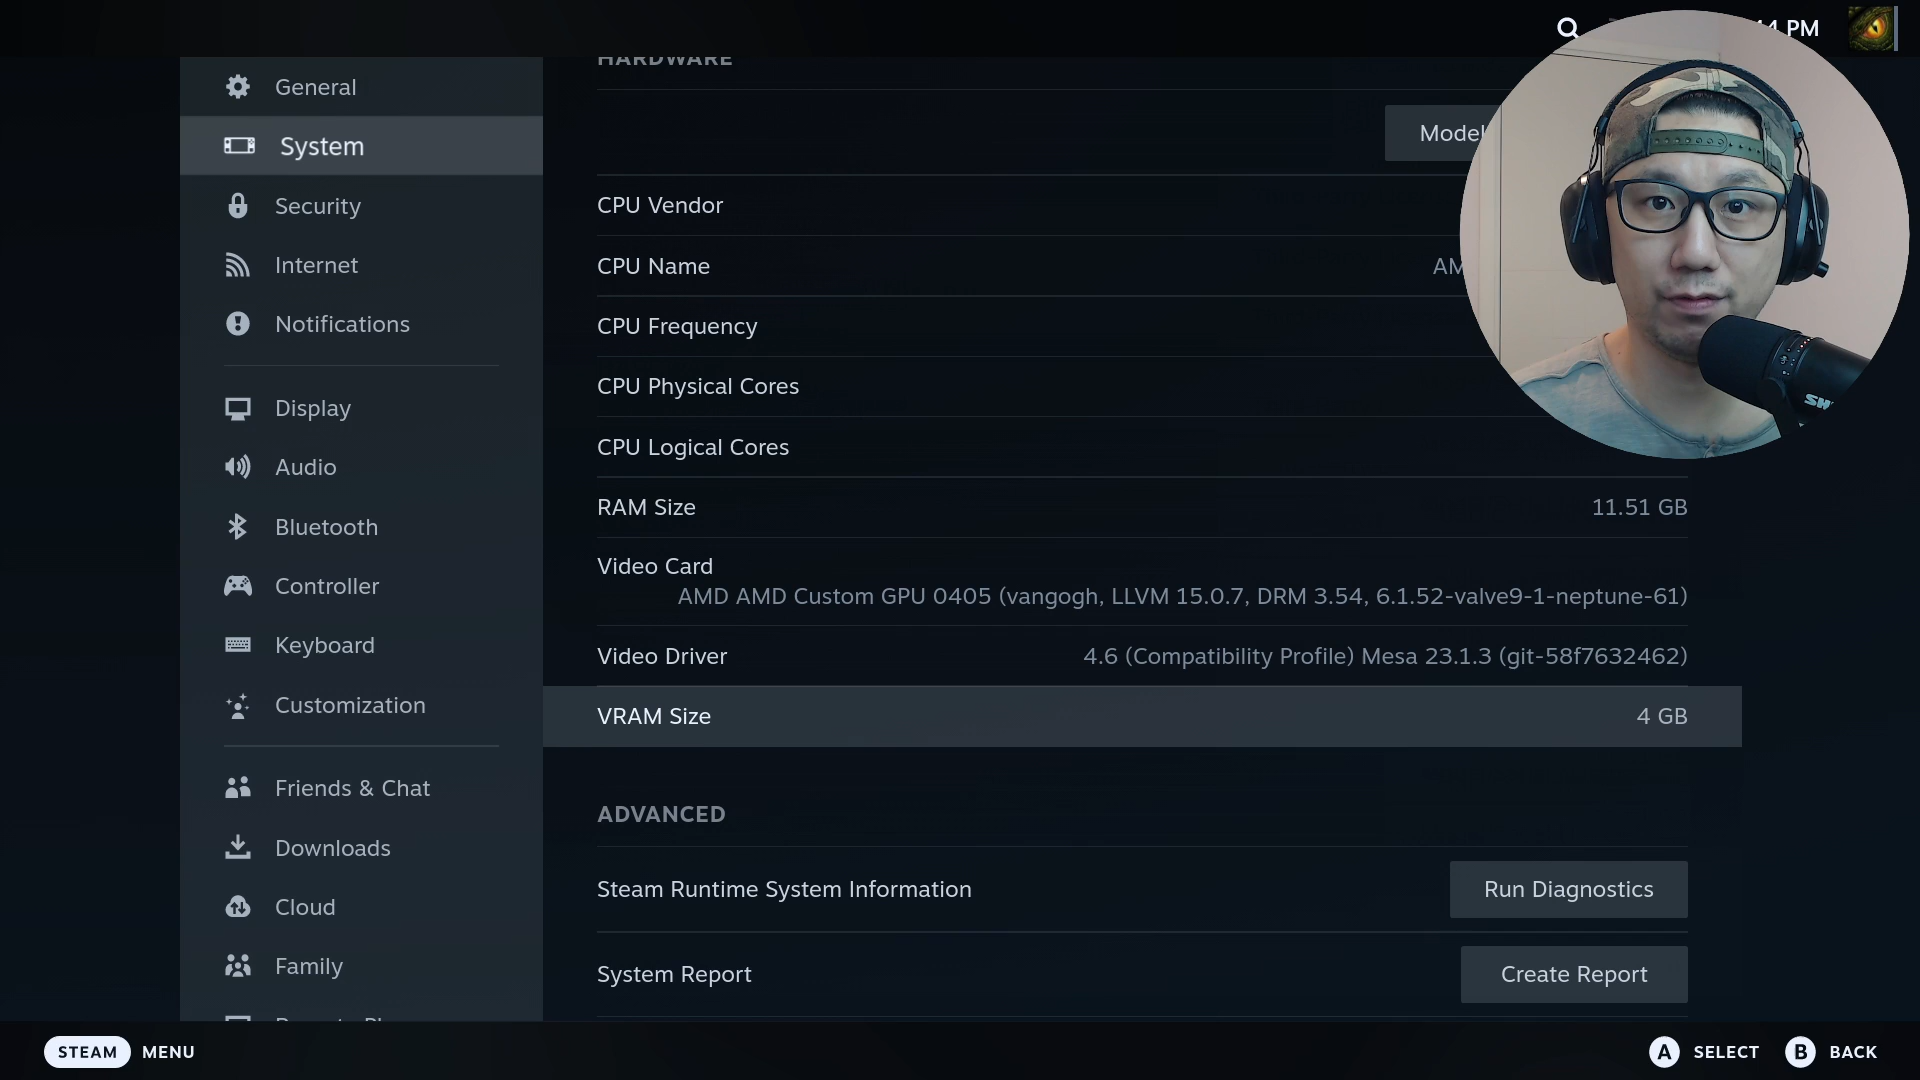 PM
HARDWARE
General
System
Security
Internet
Notifications
Display
Audio
Bluetooth
Controller
Keyboard
Customization
Friends & Chat
Downloads
Cloud
Family
Model
CPU Vendor
CPU Name
CPU Frequency
CPU Physical Cores
CPU Logical Cores
RAM Size 11.51 GB
Video Card
AMD AMD Custom GPU 0405 (vangogh, LLVM 15.0.7, DRM 3.54, 6.1.52-valve9-1-neptune-61)
Video Driver 4.6 (Compatibility Profile) Mesa 23.1.3 (git-58f7632462)
VRAM Size 4 GB
ADVANCED
Steam Runtime System Information Run Diagnostics
System Report Create Report
STEAM MENU
A SELECT B BACK